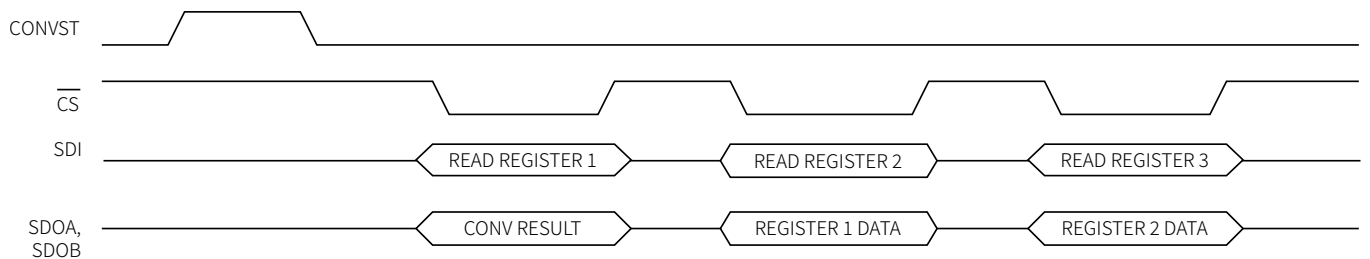 CONVST
CS
SDI
READ REGISTER 1
READ REGISTER 2
READ REGISTER 3
SDOA,
SDOB
CONV RESULT
REGISTER 1 DATA
REGISTER 2 DATA